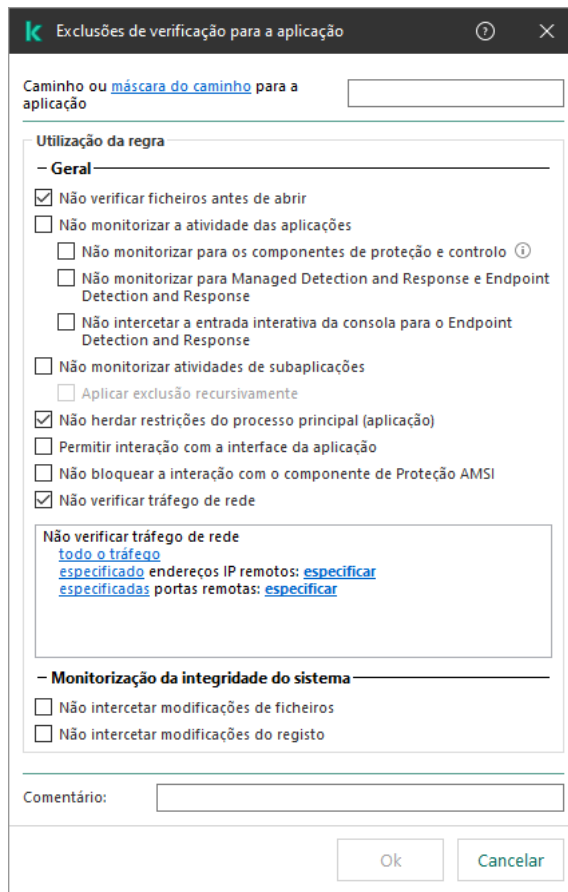 Exclusões de verificação para a aplicação
Caminho ou máscara do caminho para a
aplicação
Utilização da regra
Geral
Não verificar ficheiros antes de abrir
Não monitorizar a atividade das aplicações
Não monitorizar para os componentes de proteção e controlo
Não monitorizar para Managed Detection and Response e Endpoint
Detection and Response
Não intercetar a entrada interativa da consola para o Endpoint
Detection and Response
Não monitorizar atividades de subaplicações
Aplicar exclusão recursivamente
Não herdar restrições do processo principal (aplicação)
Permitir interação com a interface da aplicação
Não bloquear a interação com o componente de Proteção AMSI
Não verificar tráfego de rede
Não verificar tráfego de rede
todo o tráfego
especificado endereços IP remotos: especificar
especificadas portas remotas: especificar
Monitorização da integridade do sistema
Não intercetar modificações de ficheiros
Não intercetar modificações do registo
Comentário:
Ok Cancelar